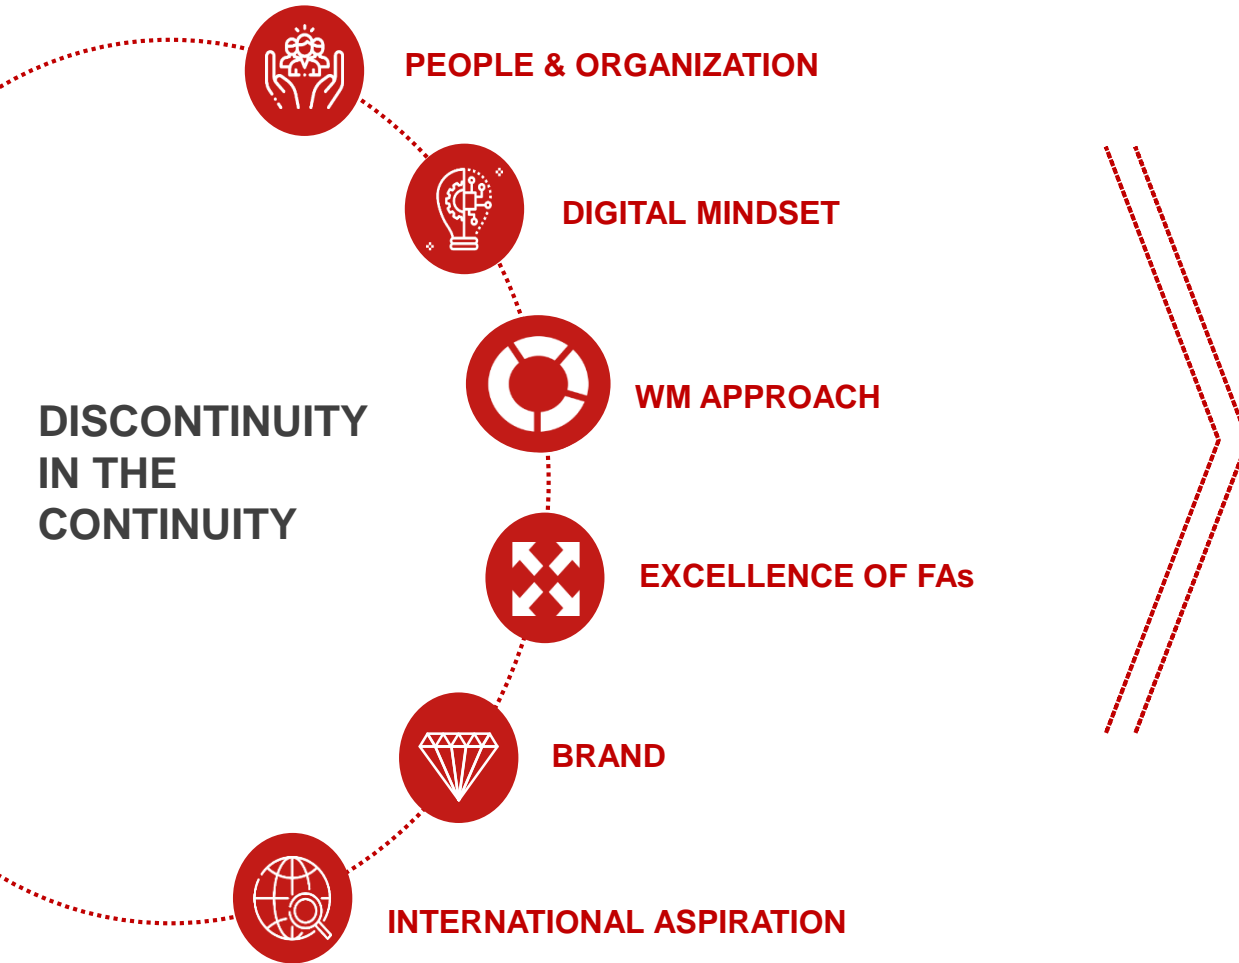 PEOPLE & ORGANIZATION
DIGITAL MINDSET
WM APPROACH
DISCONTINUITY
IN THE
CONTINUITY
EXCELLENCE OF FAs
BRAND
INTERNATIONAL ASPIRATION